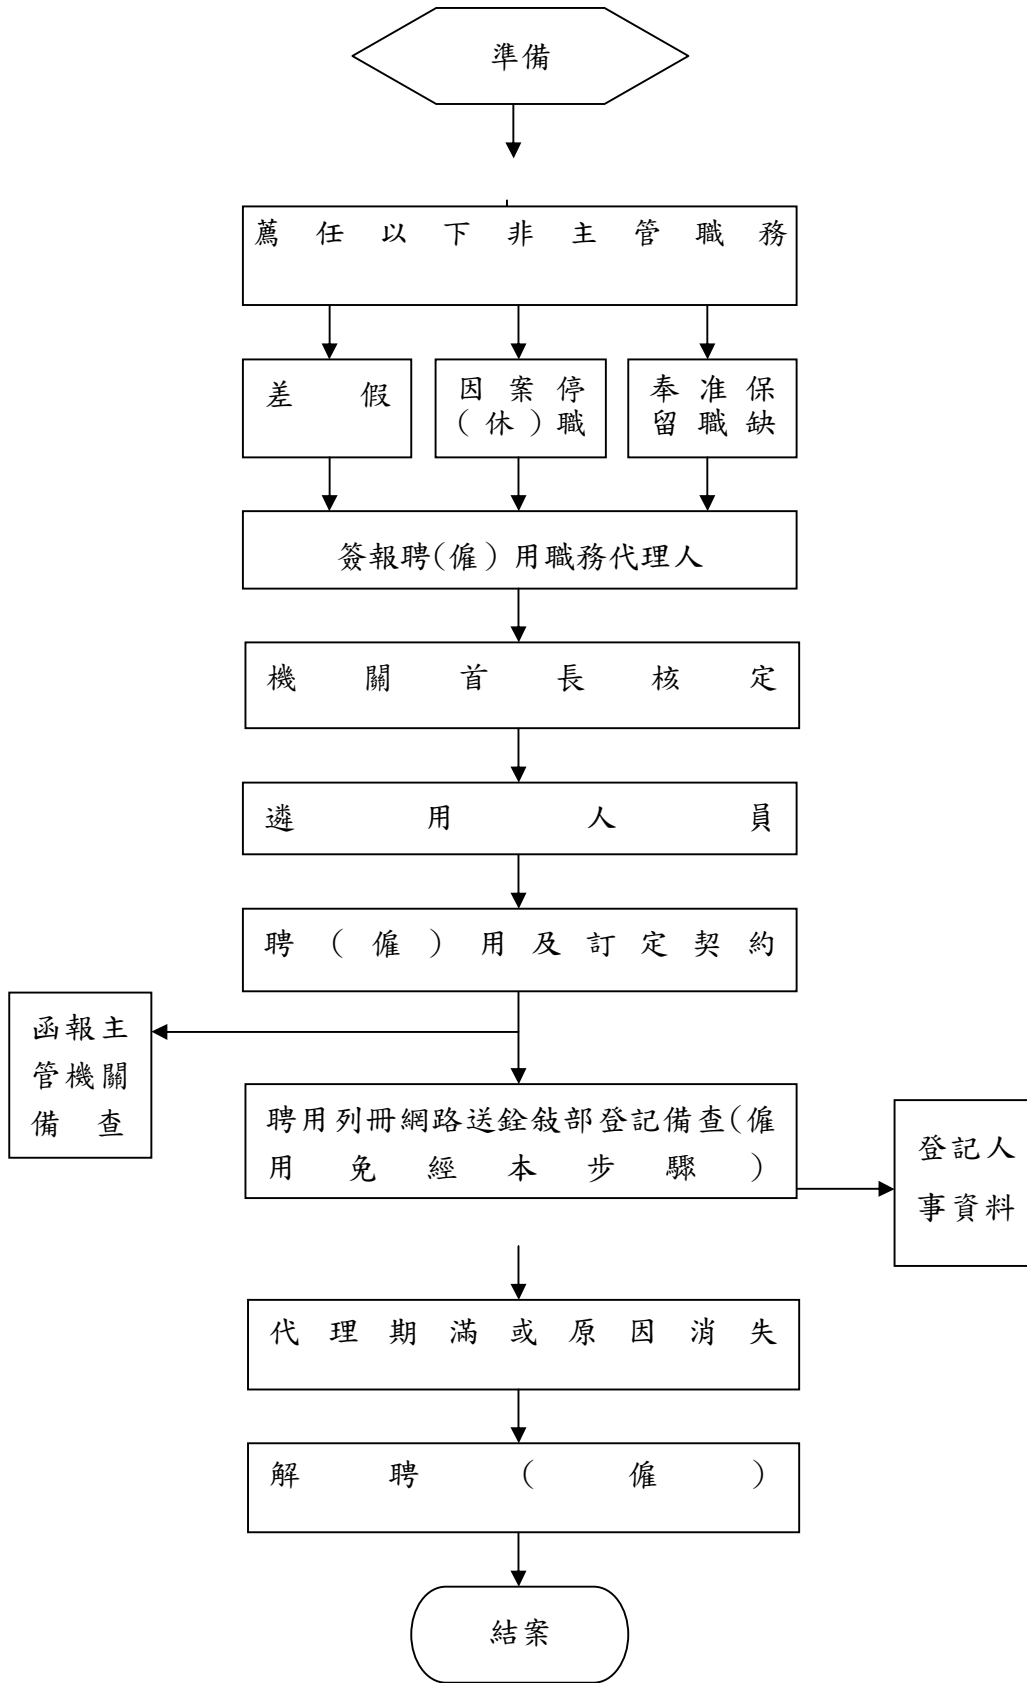 準備
薦任以下非主管職務
差假
因案停
(休)職
奉准保
留職缺
簽報聘(僱)用職務代理人
機關首長核定
遴用人員
聘(僱)用及訂定契約
函報主
管機關
備查
聘用列冊網路送銓敍部登記備查(僱
用免經本步驟)
登記人
事資料
代理期滿或原因消失
解聘(僱)
結案